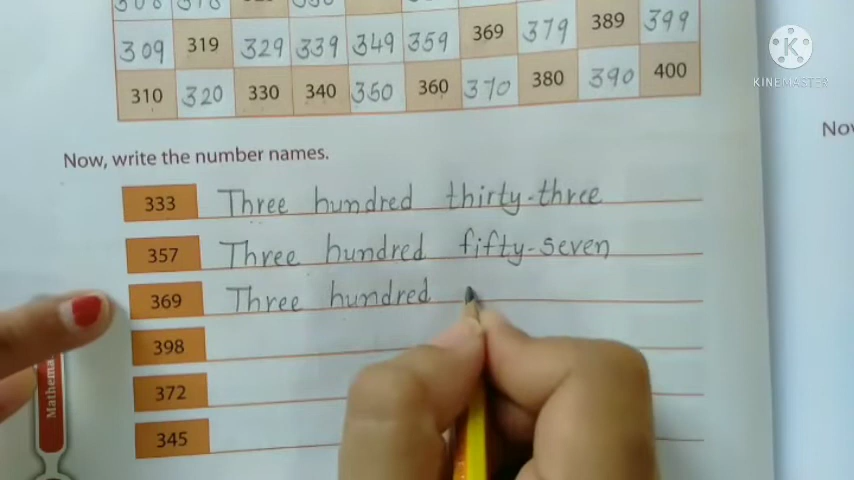 308 318
309 319 329 339 349 359 369 379 389 399
310 320 330 340 350 360 370 380 390 400
KINEMASTER
Now, write the number names.
333 Three hundred thirty-three
357 Three hundred fifty-seven
369 Three hundred
398
372
345